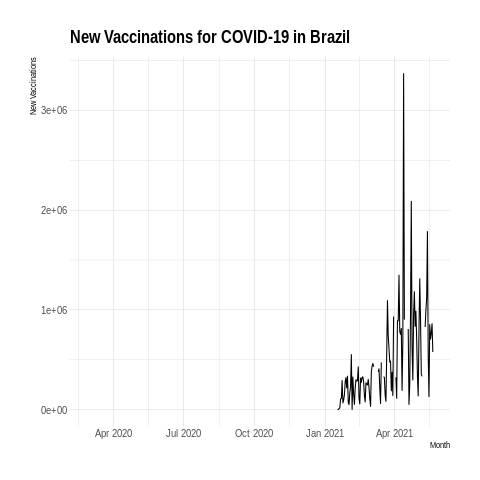 New Vaccinations for COVID-19 in Brazil
New Vaccinations
3e+06
2e+06
1e+06
0e+00
Apr 2020 Jul 2020 Oct 2020 Jan 2021 Apr 2021
Month